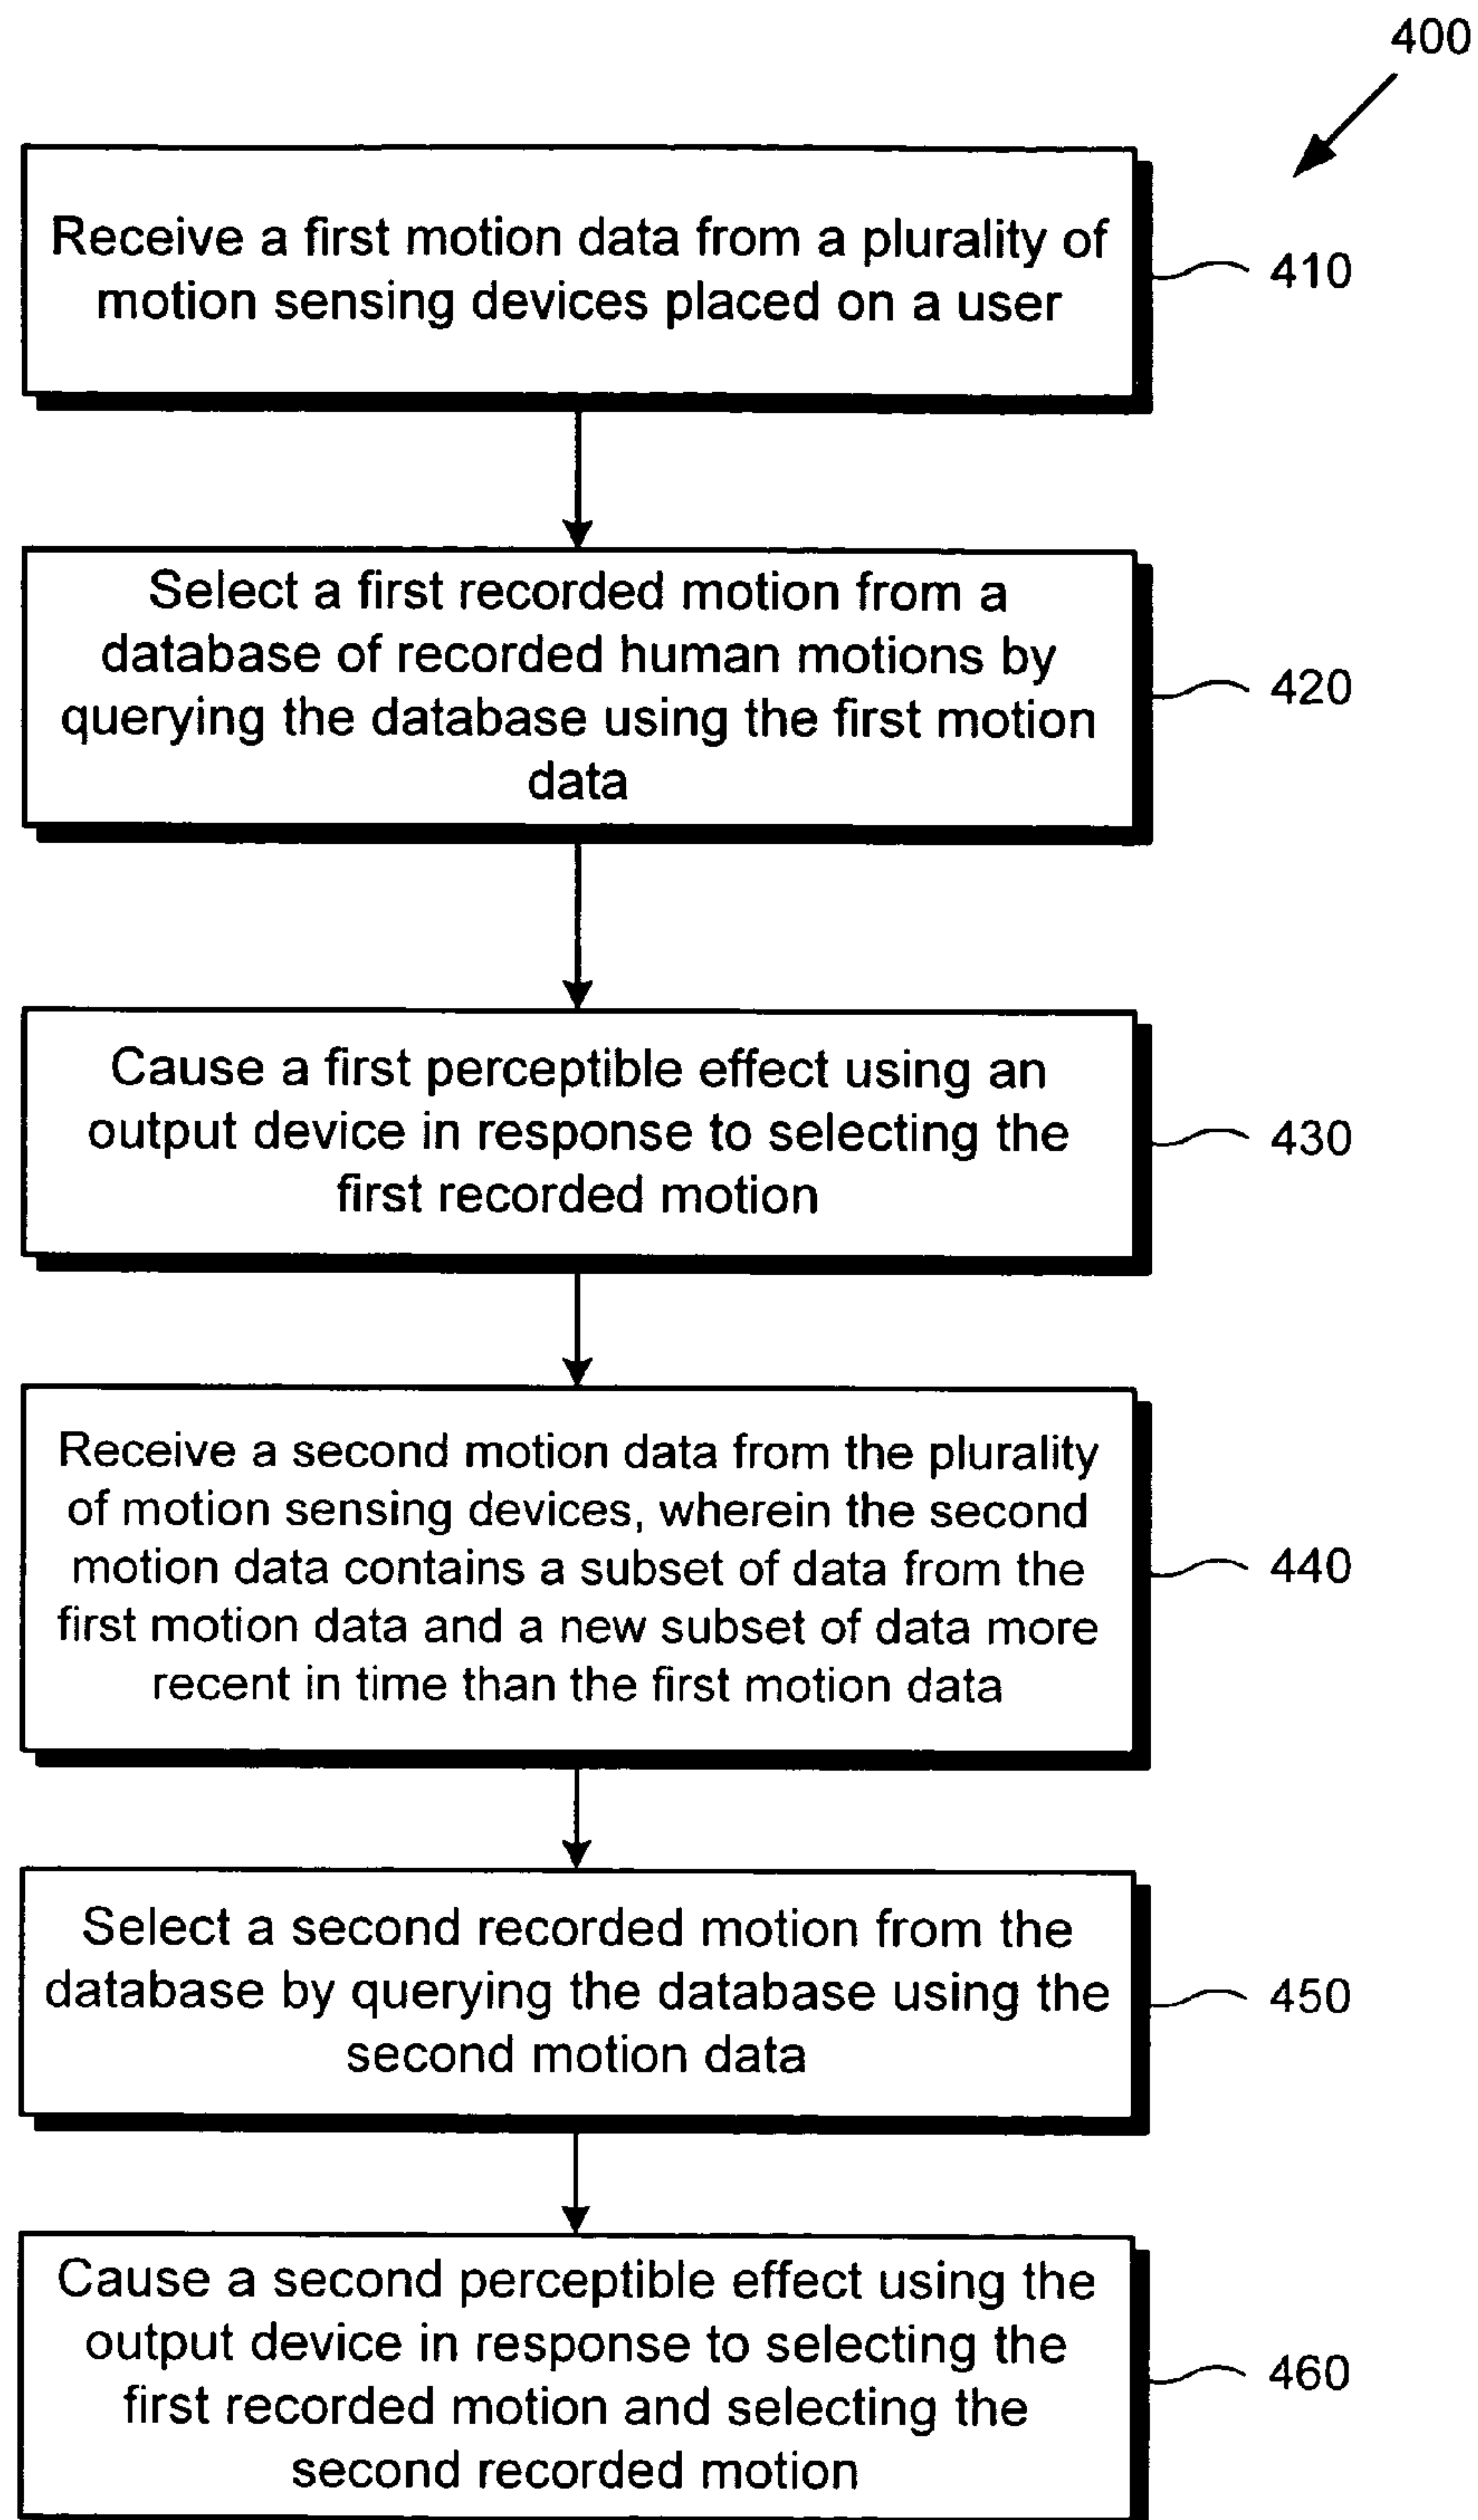 400
Receive a first motion data from a plurality of
motion sensing devices placed on a user
410
Select a first recorded motion from a
database of recorded human motions by
querying the database using the first motion
data
420
Cause a first perceptible effect using an
output device in response to selecting the
first recorded motion
430
Receive a second motion data from the plurality
of motion sensing devices, wherein the second
motion data contains a subset of data from the
first motion data and a new subset of data more
recent in time than the first motion data
440
Select a second recorded motion from the
database by querying the database using the
second motion data
450
Cause a second perceptible effect using the
output device in response to selecting the
first recorded motion and selecting the
second recorded motion
460